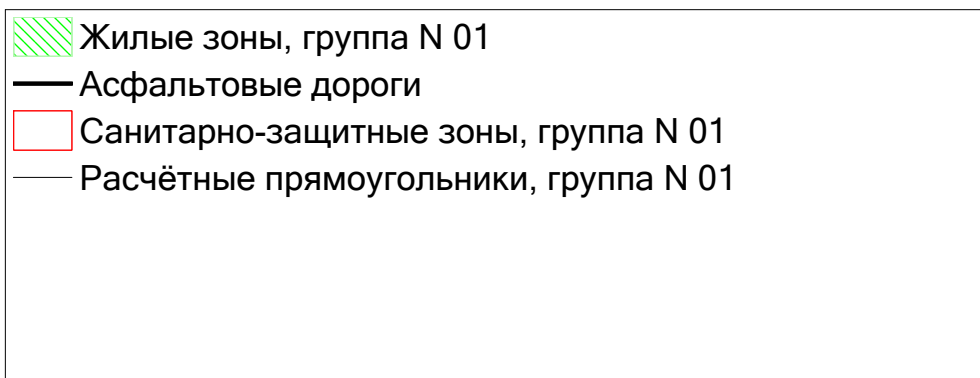 Жилые зоны, группа N 01
Асфальтовые дороги
Санитарно-защитные зоны, группа N 01
Расчётные прямоугольники, группа N 01